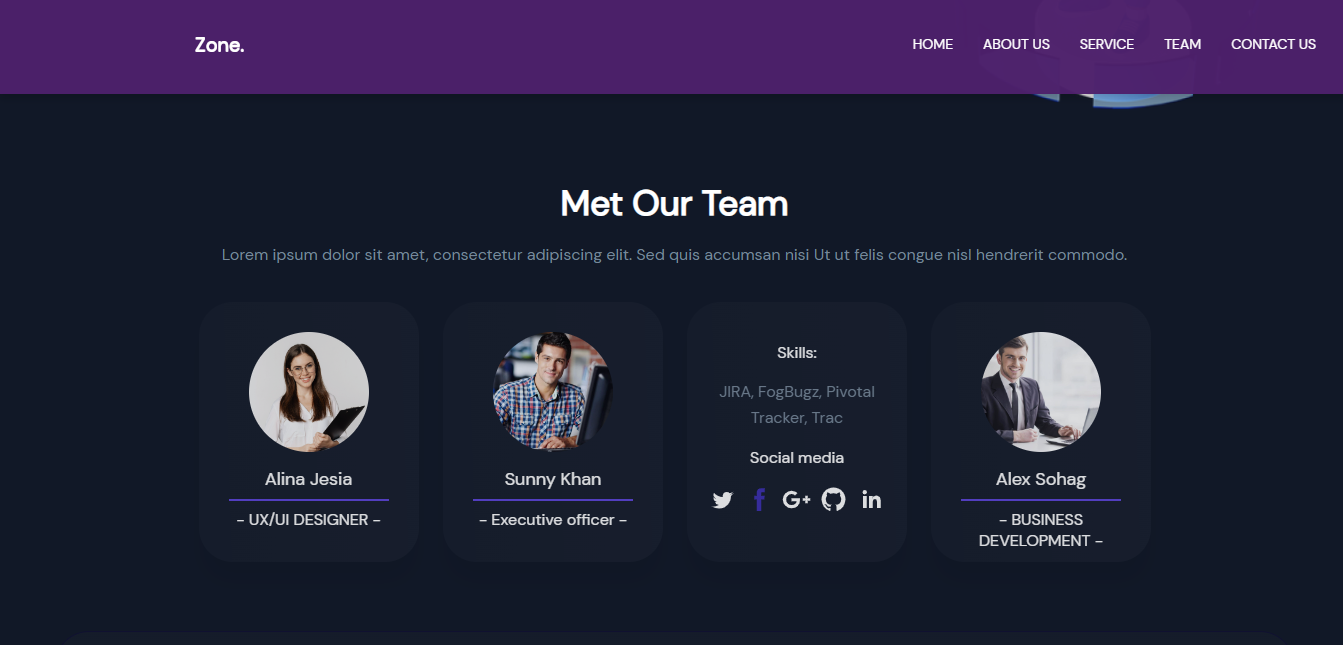 Zone.
HOME ABOUT US SERVICE TEAM CONTACT US
Met Our Team
Lorem ipsum dolor sit amet, consectetur adipiscing elit. Sed quis accumsan nisi Ut ut felis congue nisl hendrerit commodo.
Alina Jesia
- UX/UI DESIGNER -
Sunny Khan
- Executive officer -
Skills:
JIRA, FogBugz, Pivotal
Tracker, Trac
Social media
Alex Sohag
- BUSINESS
DEVELOPMENT -